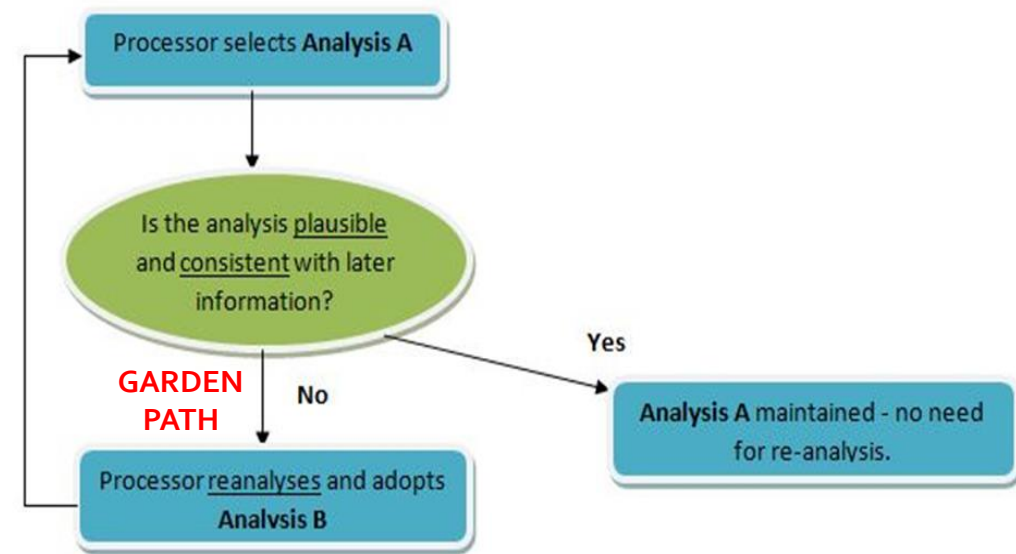 Processor selects Analysis A
Is the analysis plausible
and consistent with later
information?
Yes
GARDEN
PATH
No
Analysis A maintained - no need
for re-analysis.
Processor reanalyses and adopts
Analysis B